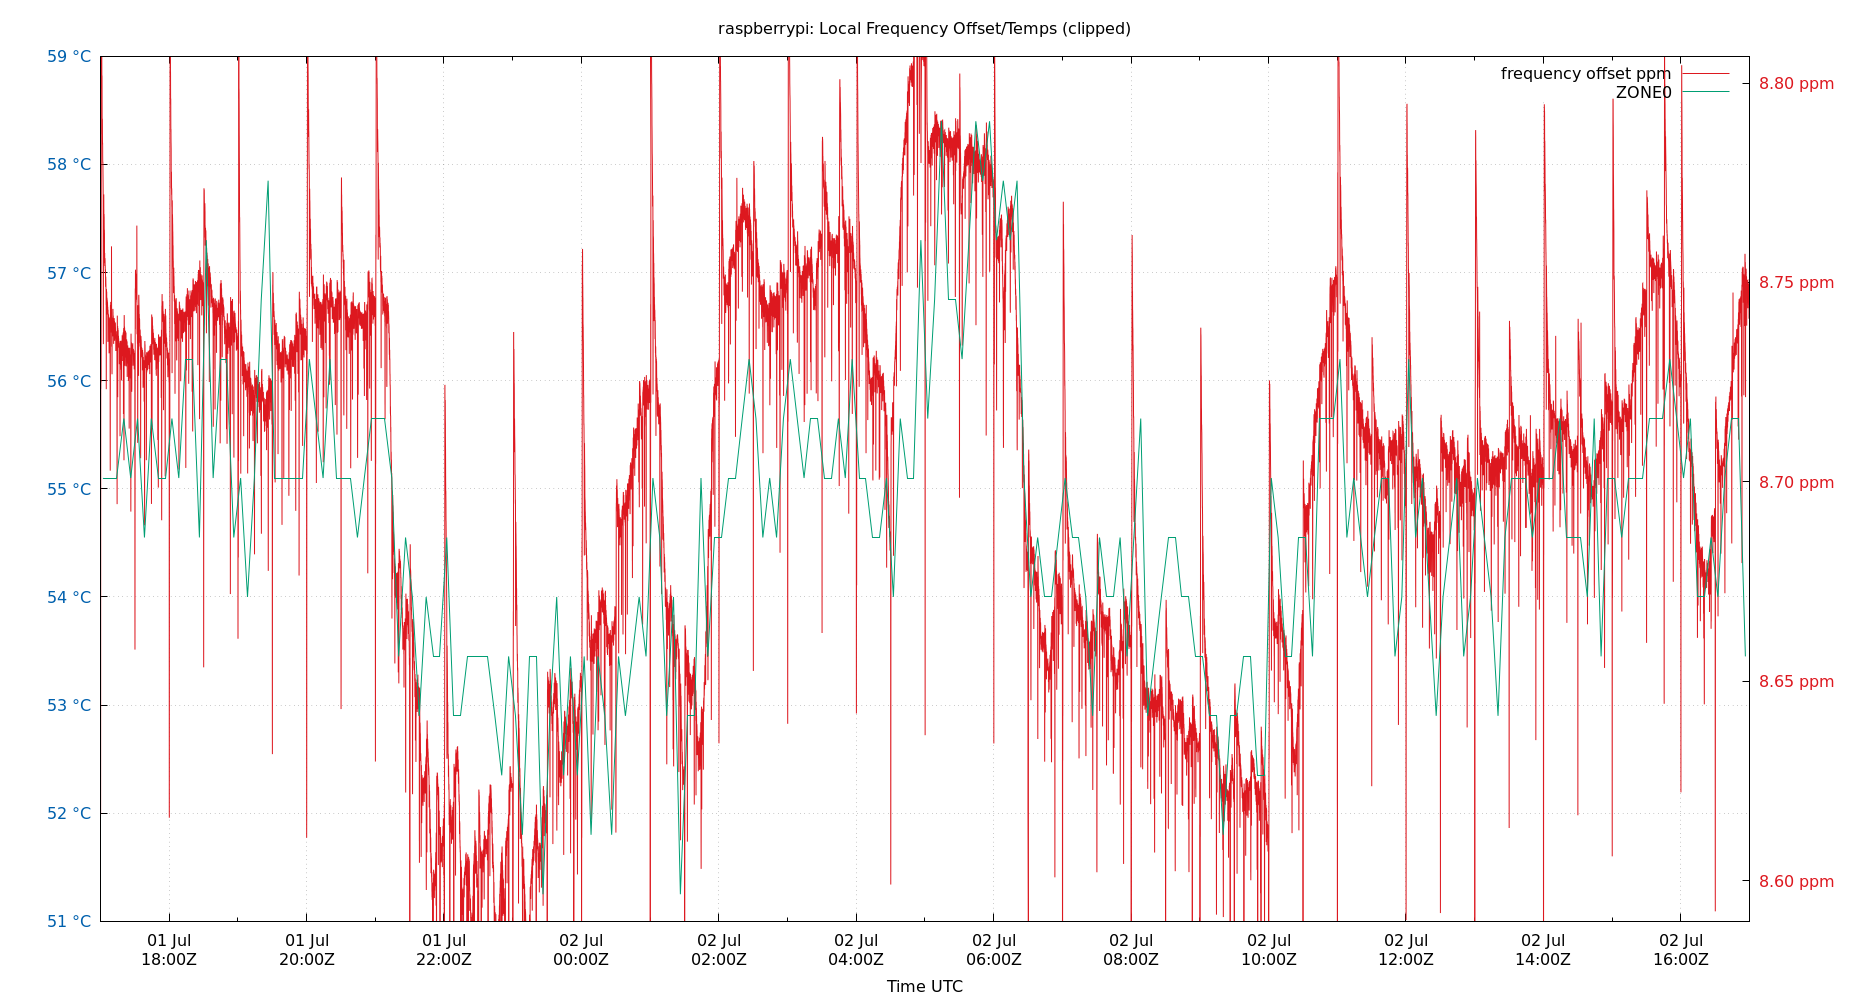 raspberrypi: Local Frequency Offset/Temps (clipped)
59 °C
58 °C
57 °C
56 °C
55 °C
54 °C
53 °C
52 °C
51 °C
frequency offset ppm
ZONE0
8.80 ppm
8.75 ppm
8.70 ppm
8.65 ppm
8.60 ppm
01 Jul
18:00Z
01 Jul
20:00Z
01 Jul
22:00Z
02 Jul
00:00Z
02 Jul
02:00Z
02 Jul
04:00Z
02 Jul
06:00Z
02 Jul
08:00Z
02 Jul
10:00Z
02 Jul
12:00Z
02 Jul
14:00Z
02 Jul
16:00Z
Time UTC